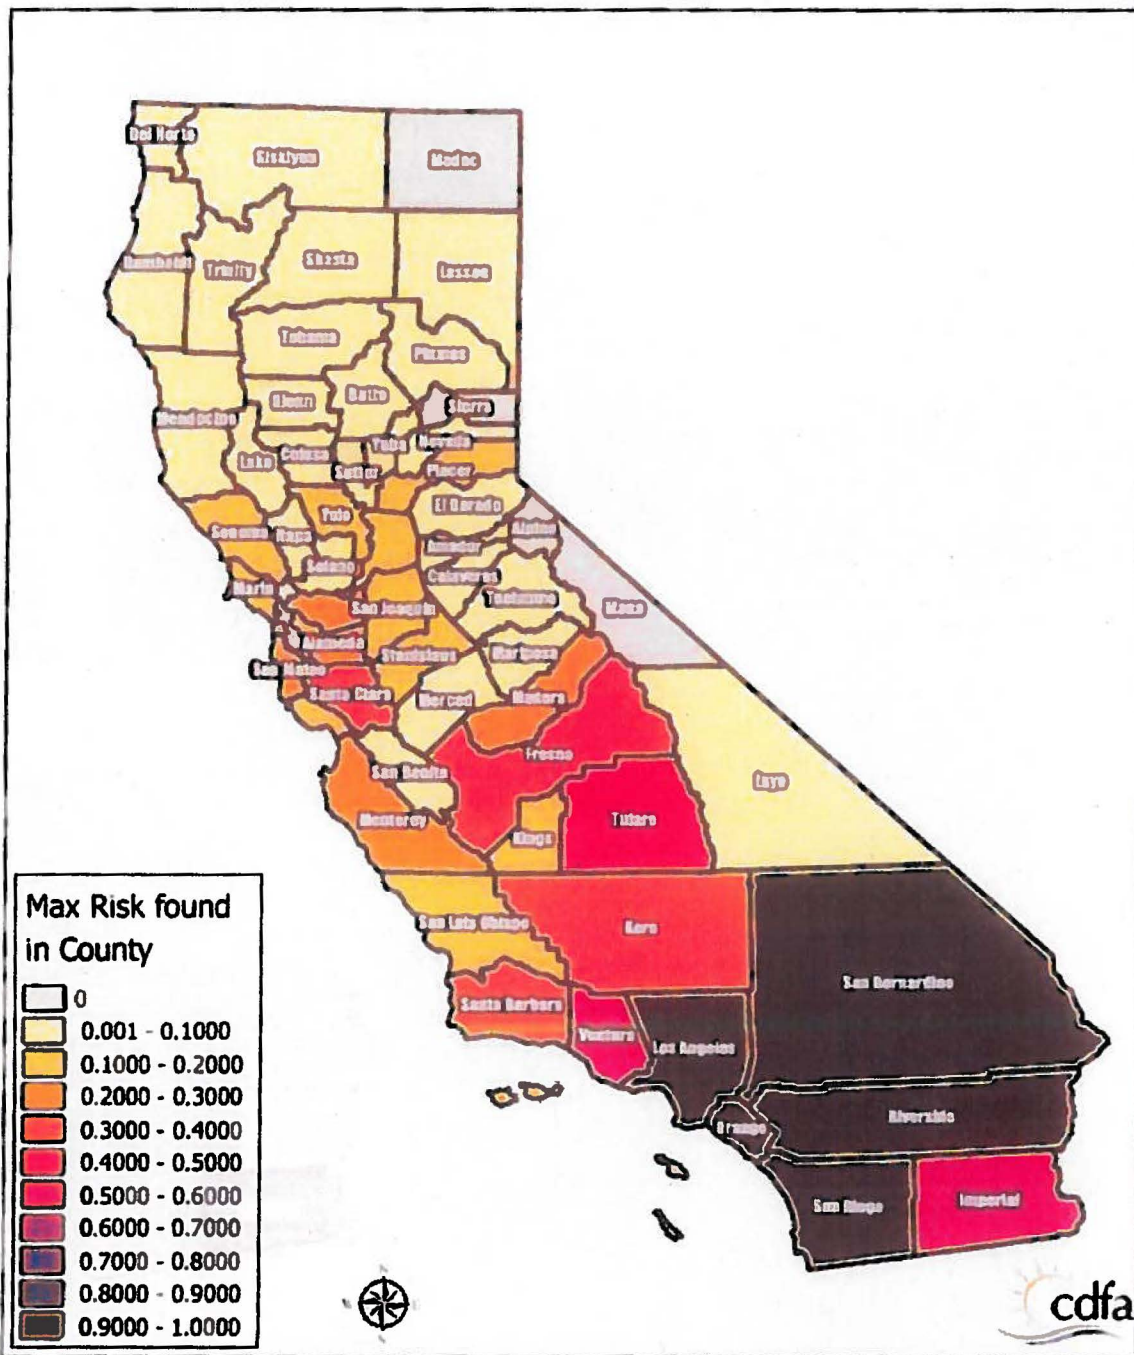 Del Norte
Siskiyou
Modoc
Humboldt
Trinity
Shasta
Lassen
Tehama
Plumas
Glenn
Butte
Sierra
Mendocino
Lake
Colusa
Sutter
Yuba
Nevada
Placer
El Dorado
Sonoma
Napa
Yolo
Alpine
Amador
Solano
Calaveras
Marin
San Joaquin
Tuolumne
Mono
Alameda
Stanislaus
Mariposa
San Mateo
Santa Clara
Merced
Madera
Fresno
San Benito
Inyo
Monterey
Kings
Tulare
San Luis Obispo
Kern
Santa Barbara
Ventura
Los Angeles
San Bernardino
Orange
Riverside
San Diego
Imperial
Max Risk found
in County
0
0.001 - 0.1000
0.1000 - 0.2000
0.2000 - 0.3000
0.3000 - 0.4000
0.4000 - 0.5000
0.5000 - 0.6000
0.6000 - 0.7000
0.7000 - 0.8000
0.8000 - 0.9000
0.9000 - 1.0000
cdfa